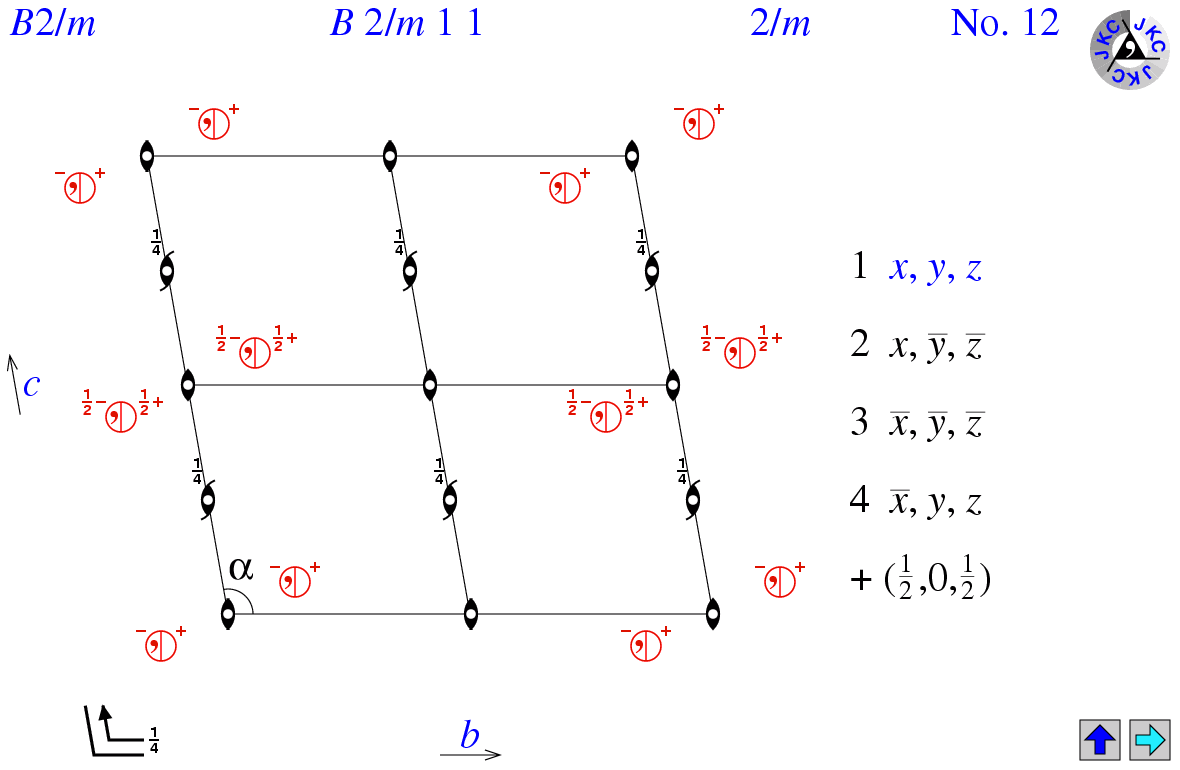 B2/m B 2/m 1 1 2/m No. 12
JKC JKC JKC
− +
− +
− +
− +
1/4 1/4 1/4
1 x, y, z
1/2− 1/2+ 1/2− 1/2+
2 x, y̅, z̅
c
1/2− 1/2+ 1/2− 1/2+
3 x̅, y̅, z̅
1/4 1/4 1/4
4 x̅, y, z
α
− + − +
+ (1/2,0,1/2)
− + − +
1/4
b